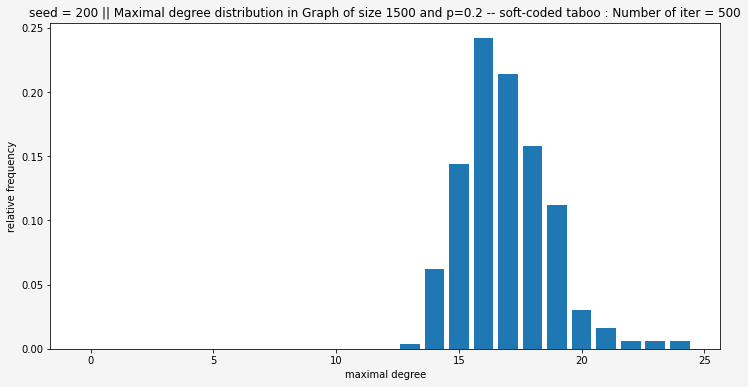 seed = 200 || Maximal degree distribution in Graph of size 1500 and p=0.2 -- soft-coded taboo : Number of iter = 500
0.25
0.20
0.15
0.10
0.05
0.00
relative frequency
0 5 10 15 20 25
maximal degree